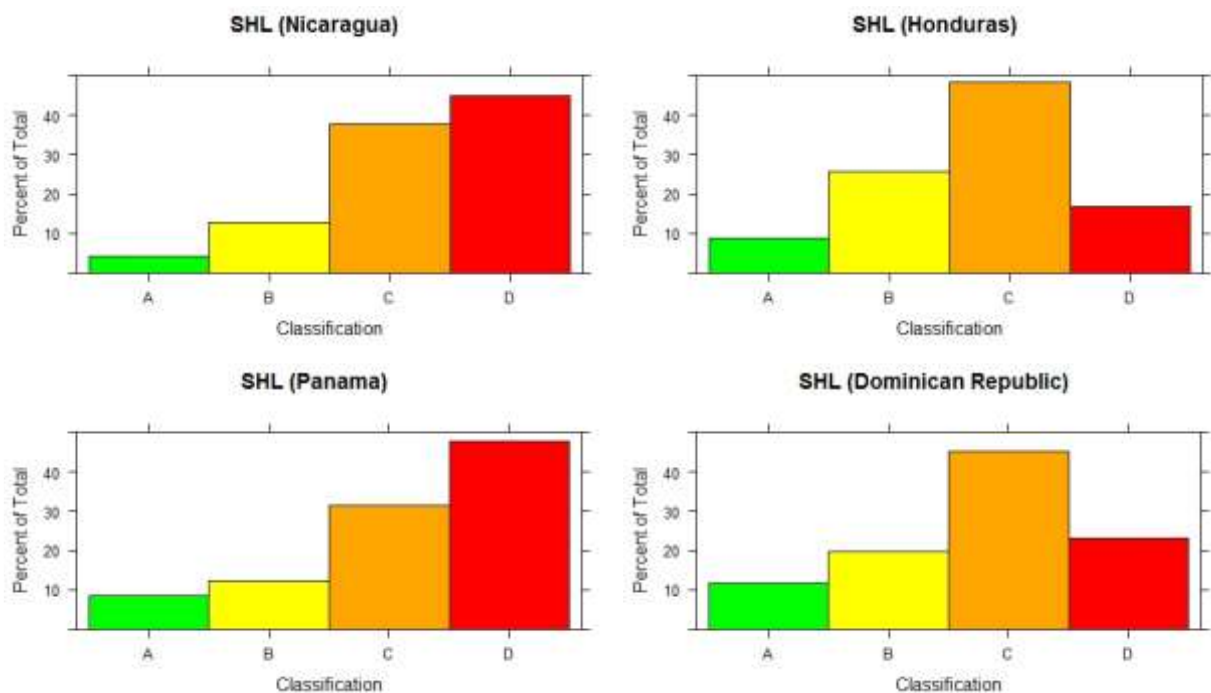 SHL (Nicaragua)
Percent of Total
40
30
20
10
A B C D
Classification
SHL (Honduras)
Percent of Total
40
30
20
10
A B C D
Classification
SHL (Panama)
Percent of Total
40
30
20
10
A B C D
Classification
SHL (Dominican Republic)
Percent of Total
40
30
20
10
A B C D
Classification